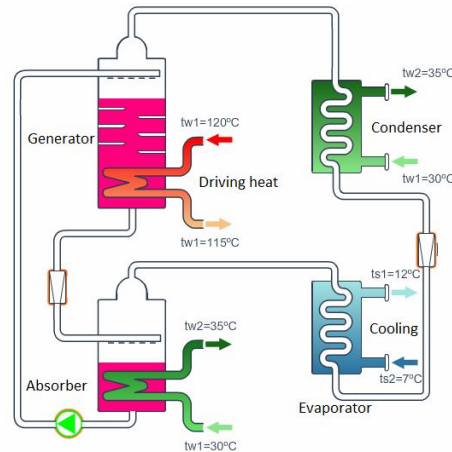 tw2=35ºC
Generator
tw1=120ºC
Condenser
Driving heat
tw1=30ºC
tw1=115ºC
ts1=12ºC
tw2=35ºC
Cooling
Absorber
ts2=7ºC
Evaporator
tw1=30ºC